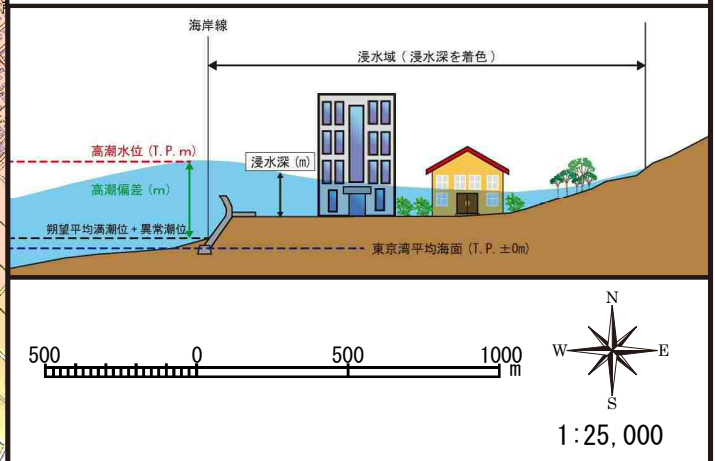 海岸線
浸水域(浸水深を着色)
高潮水位(T.P.m)
浸水深(m)
高潮偏差(m)
朔望平均満潮位+異常潮位
東京湾平均海面(T.P.±0m)
500 0 500 1000
m
N
W E
S
1:25,000